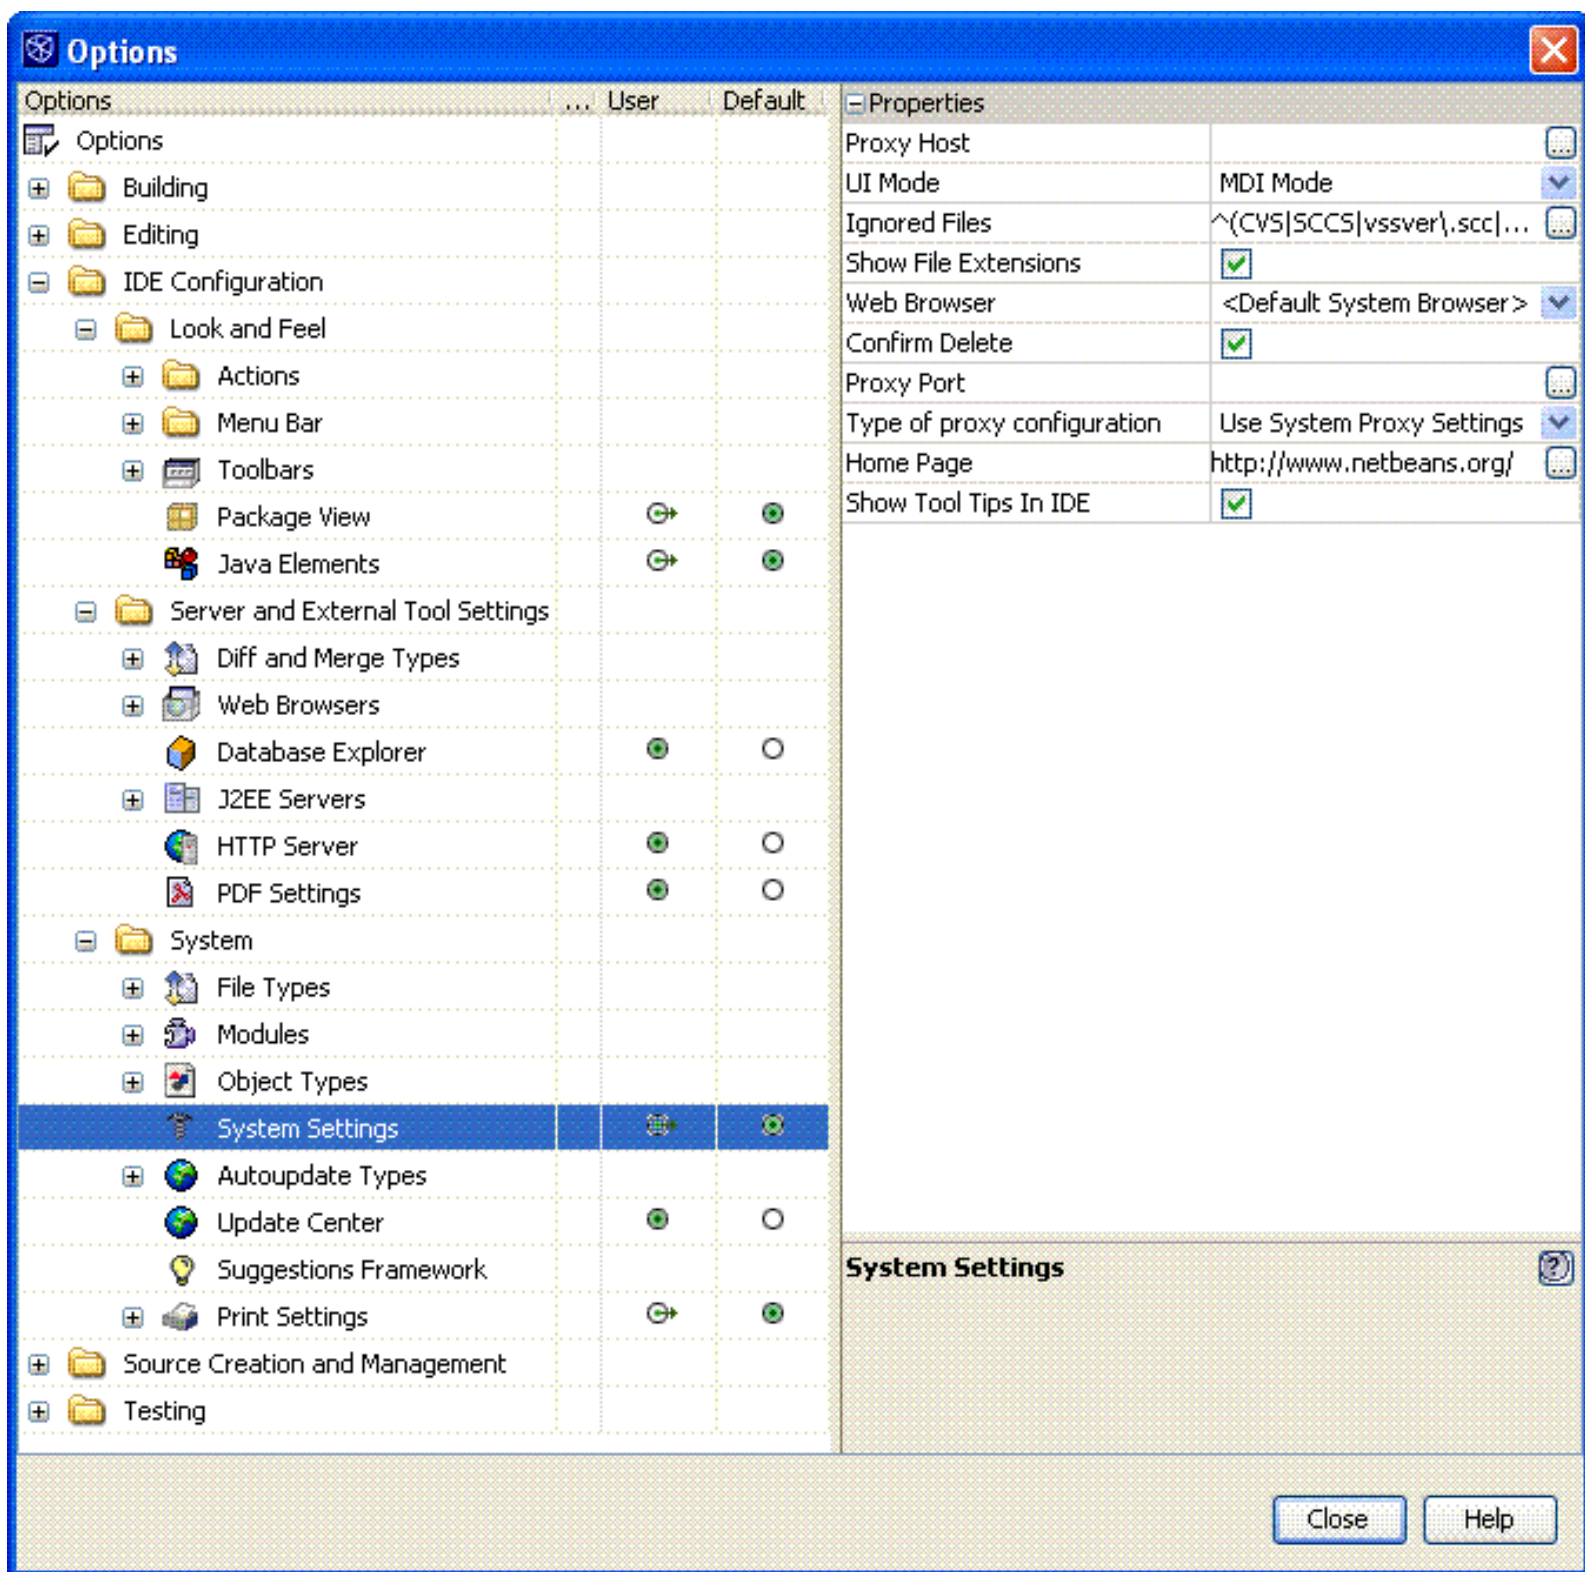 Options
Options ... User Default
Options
Building
Editing
IDE Configuration
Look and Feel
Actions
Menu Bar
Toolbars
Package View
Java Elements
Server and External Tool Settings
Diff and Merge Types
Web Browsers
Database Explorer
J2EE Servers
HTTP Server
PDF Settings
System
File Types
Modules
Object Types
System Settings
Autoupdate Types
Update Center
Suggestions Framework
Print Settings
Source Creation and Management
Testing
Properties
Proxy Host ...
UI Mode MDI Mode
Ignored Files ^(CVS|SCCS|vssver\.scc|... ...
Show File Extensions
Web Browser <Default System Browser>
Confirm Delete
Proxy Port ...
Type of proxy configuration Use System Proxy Settings
Home Page http://www.netbeans.org/ ...
Show Tool Tips In IDE
System Settings ?
Close Help